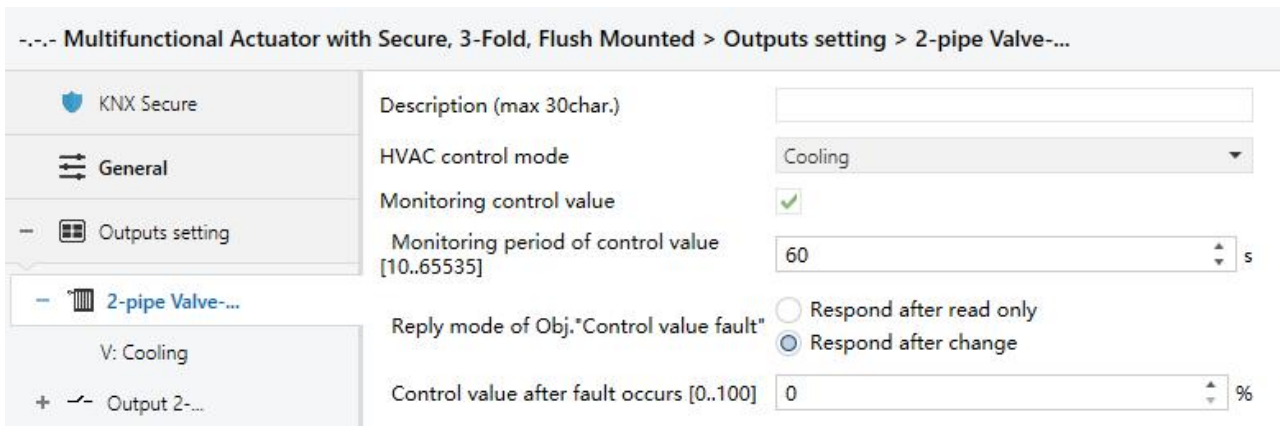 -.-.- Multifunctional Actuator with Secure, 3-Fold, Flush Mounted > Outputs setting > 2-pipe Valve-...
KNX Secure
General
Outputs setting
2-pipe Valve-...
V: Cooling
Output 2-...
Description (max 30char.)
HVAC control mode
Cooling
Monitoring control value
Monitoring period of control value
[10..65535]
60
s
Reply mode of Obj."Control value fault"
Respond after read only
Respond after change
Control value after fault occurs [0..100]
0
%